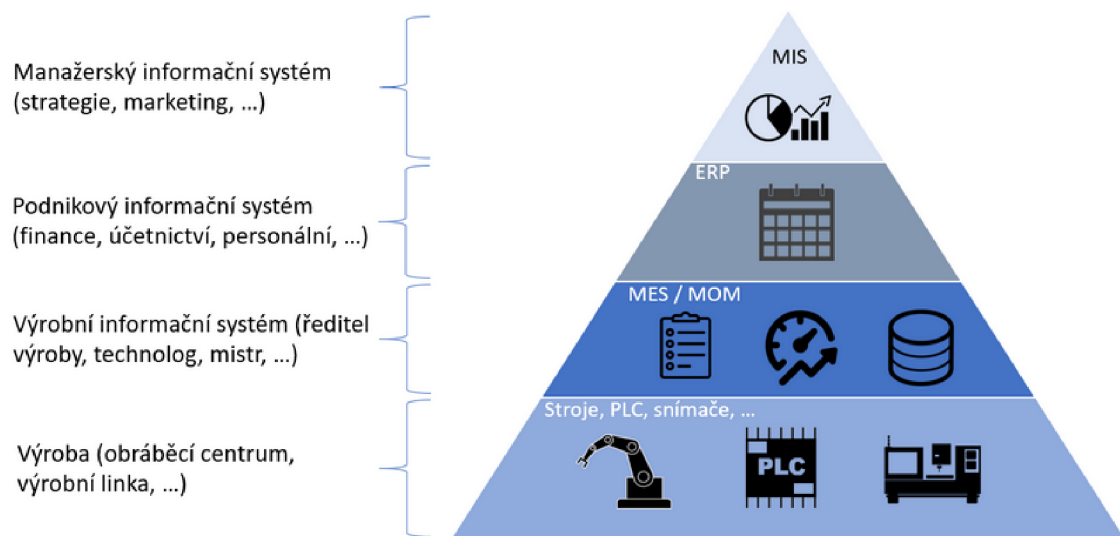 Manažerský informační systém
(strategie, marketing, ...)
MIS
Podnikový informační systém
(finance, účetnictví, personální, ...)
ERP
Výrobní informační systém (ředitel
výroby, technolog, mistr, ...)
MES / MOM
Výroba (obráběcí centrum,
výrobní linka, ...)
Stroje, PLC, snímače, ...
PLC